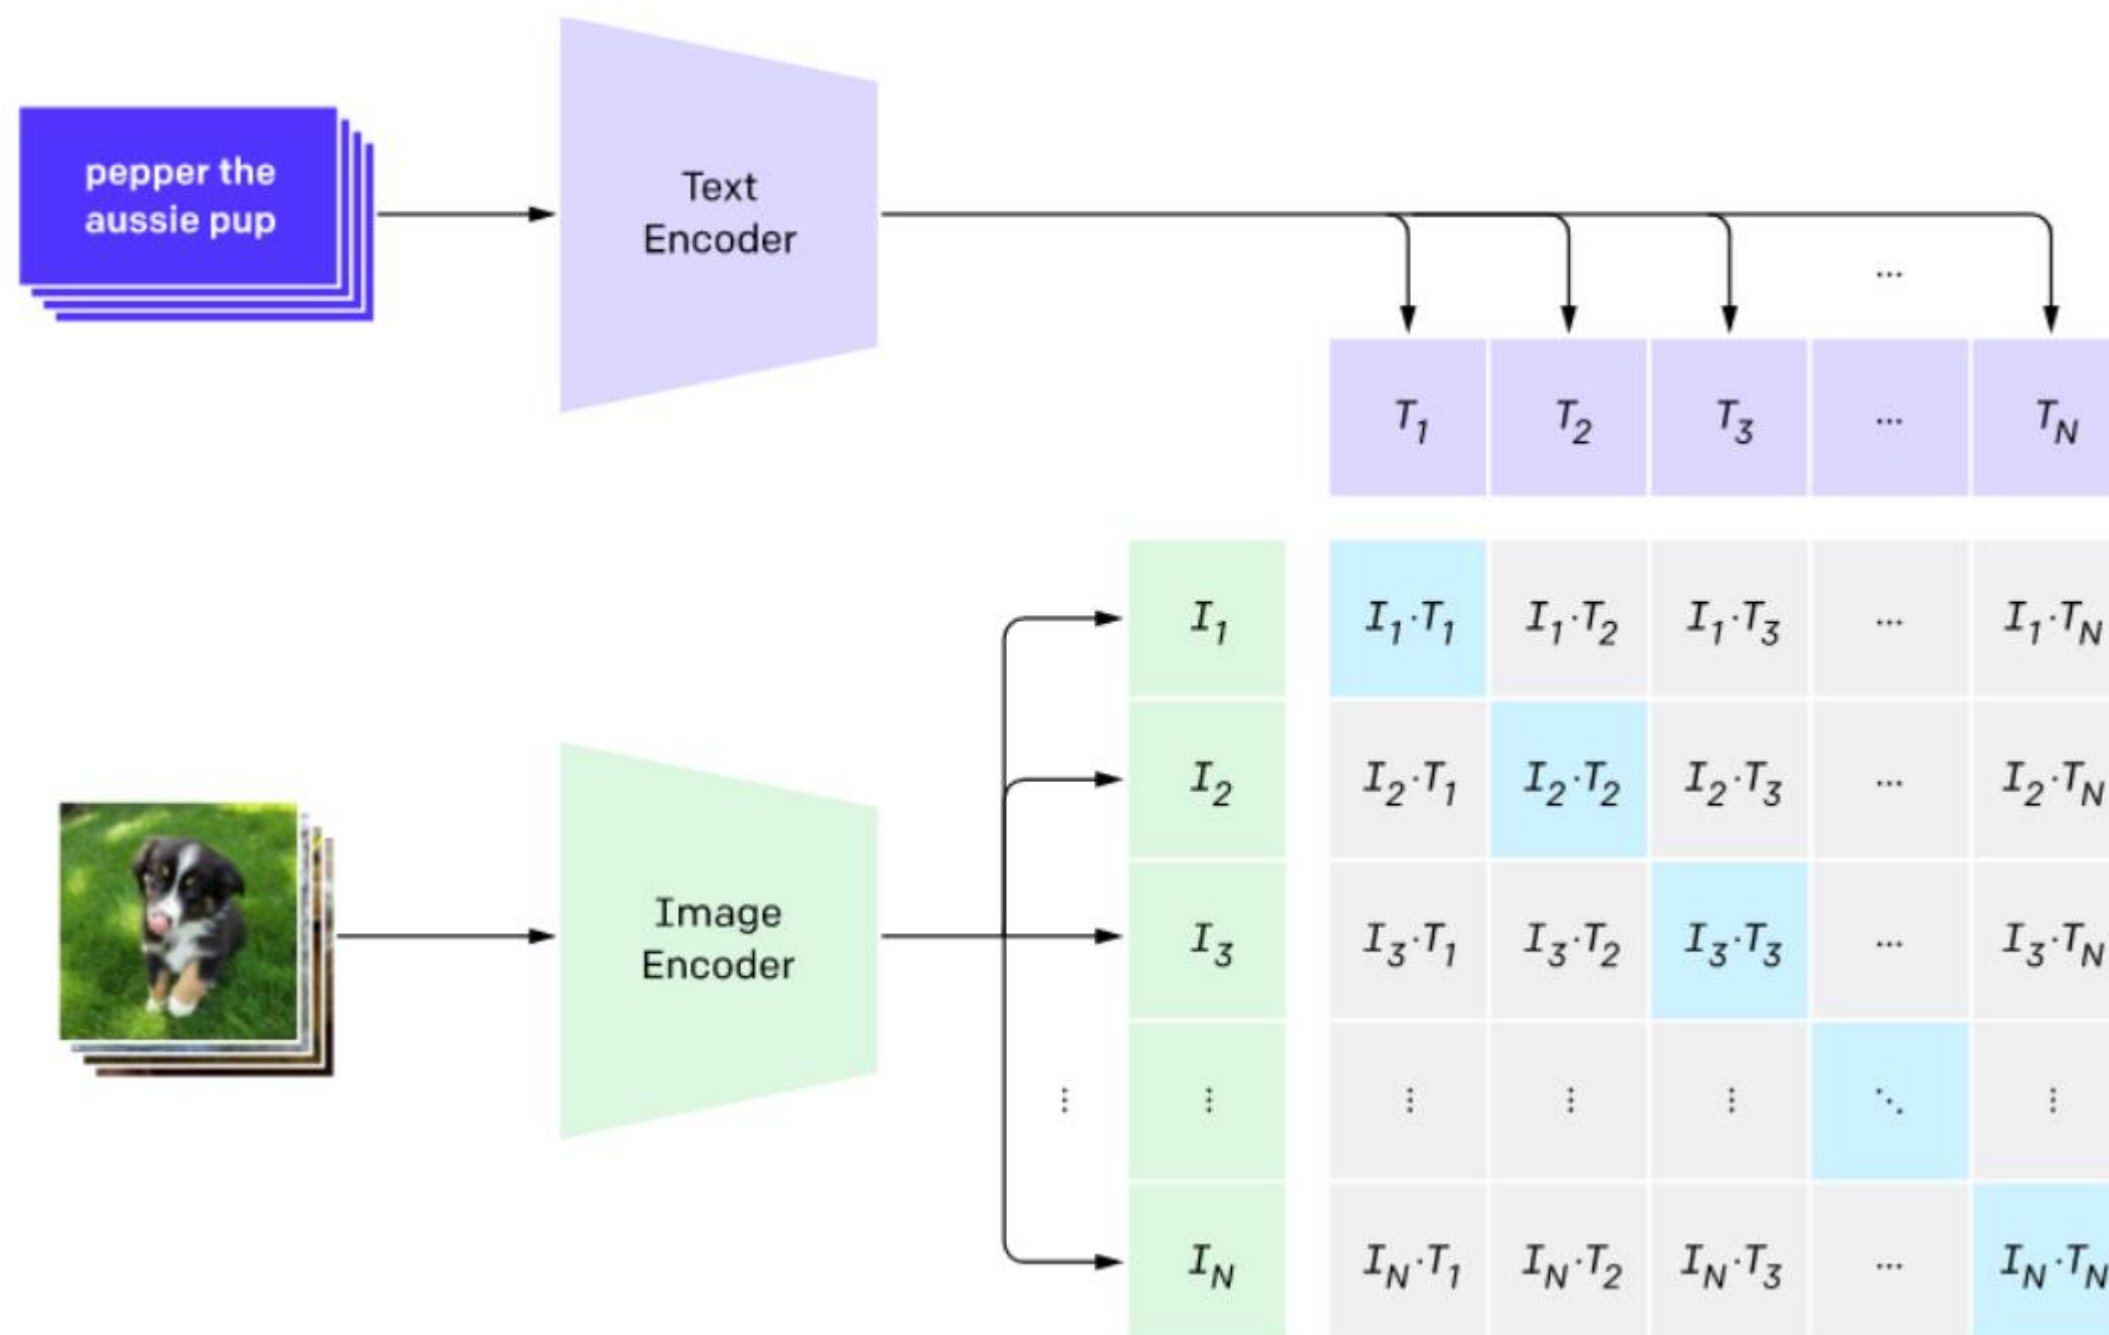 pepper the
aussie pup
Text
Encoder
...
T1 T2 T3 ... TN
I1 I1·T1 I1·T2 I1·T3 ... I1·TN
I2 I2·T1 I2·T2 I2·T3 ... I2·TN
Image
Encoder
I3 I3·T1 I3·T2 I3·T3 ... I3·TN
⋮ ⋮ ⋮ ⋮ ⋮ ⋱ ⋮
IN IN·T1 IN·T2 IN·T3 ... IN·TN